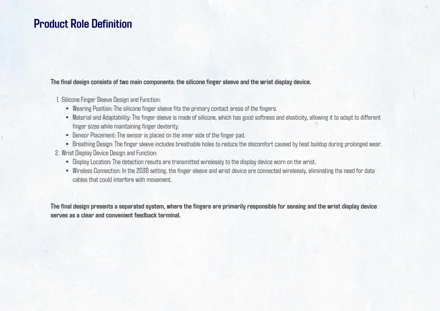 Product Role Definition
The final design consists of two main components: the silicone finger sleeve and the wrist display device.
1. Silicone Finger Sleeve Design and Function:
• Wearing Position: The silicone finger sleeve fits the primary contact areas of the fingers.
• Material and Adaptability: The finger sleeve is made of silicone, which has good softness and elasticity, allowing it to adapt to different
finger sizes while maintaining finger dexterity.
• Sensor Placement: The sensor is placed on the inner side of the finger pad.
• Breathing Design: The finger sleeve includes breathable holes to reduce the discomfort caused by heat buildup during prolonged wear.
2. Wrist Display Device Design and Function:
• Display Location: The detection results are transmitted wirelessly to the display device worn on the wrist.
• Wireless Connection: In the 2036 setting, the finger sleeve and wrist device are connected wirelessly, eliminating the need for data
cables that could interfere with movement.
The final design presents a separated system, where the fingers are primarily responsible for sensing and the wrist display device
serves as a clear and convenient feedback terminal.